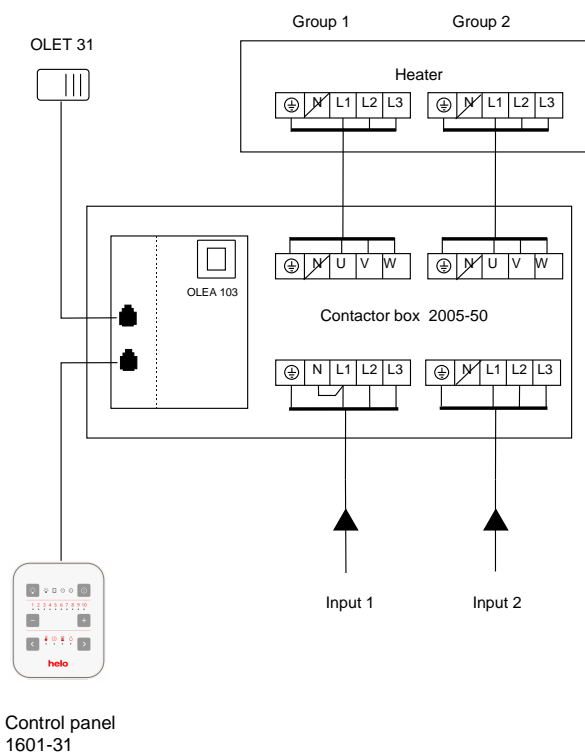 Group 1 Group 2
OLET 31
Heater
N L1 L2 L3 N L1 L2 L3
N U V W N U V W
OLEA 103
Contactor box 2005-50
N L1 L2 L3 N L1 L2 L3
Input 1 Input 2
1 2 3 4 5 6 7 8 9 10
helo
Control panel
1601-31